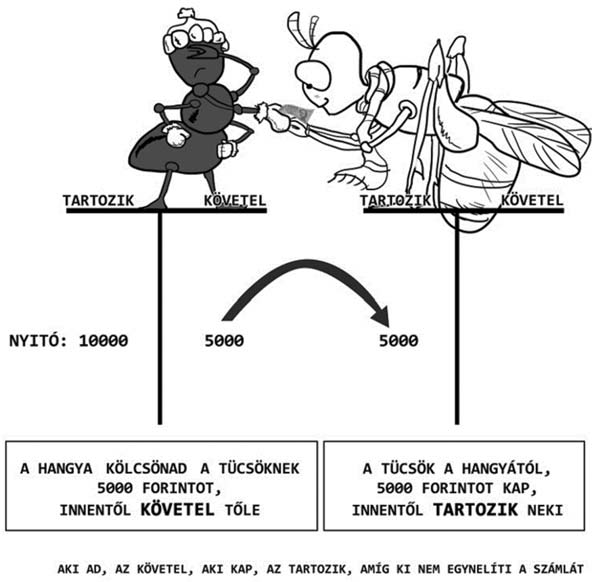 TARTOZIK KÖVETEL TARTOZIK KÖVETEL
NYITÓ: 10000 5000 5000
A HANGYA KÖLCSÖNAD A TÜCSÖKNEK
5000 FORINTOT,
INNENTŐL KÖVETEL TŐLE
A TÜCSÖK A HANGYÁTÓL,
5000 FORINTOT KAP,
INNENTŐL TARTOZIK NEKI
AKI AD, AZ KÖVETEL, AKI KAP, AZ TARTOZIK, AMÍG KI NEM EGYNELÍTI A SZÁMLÁT